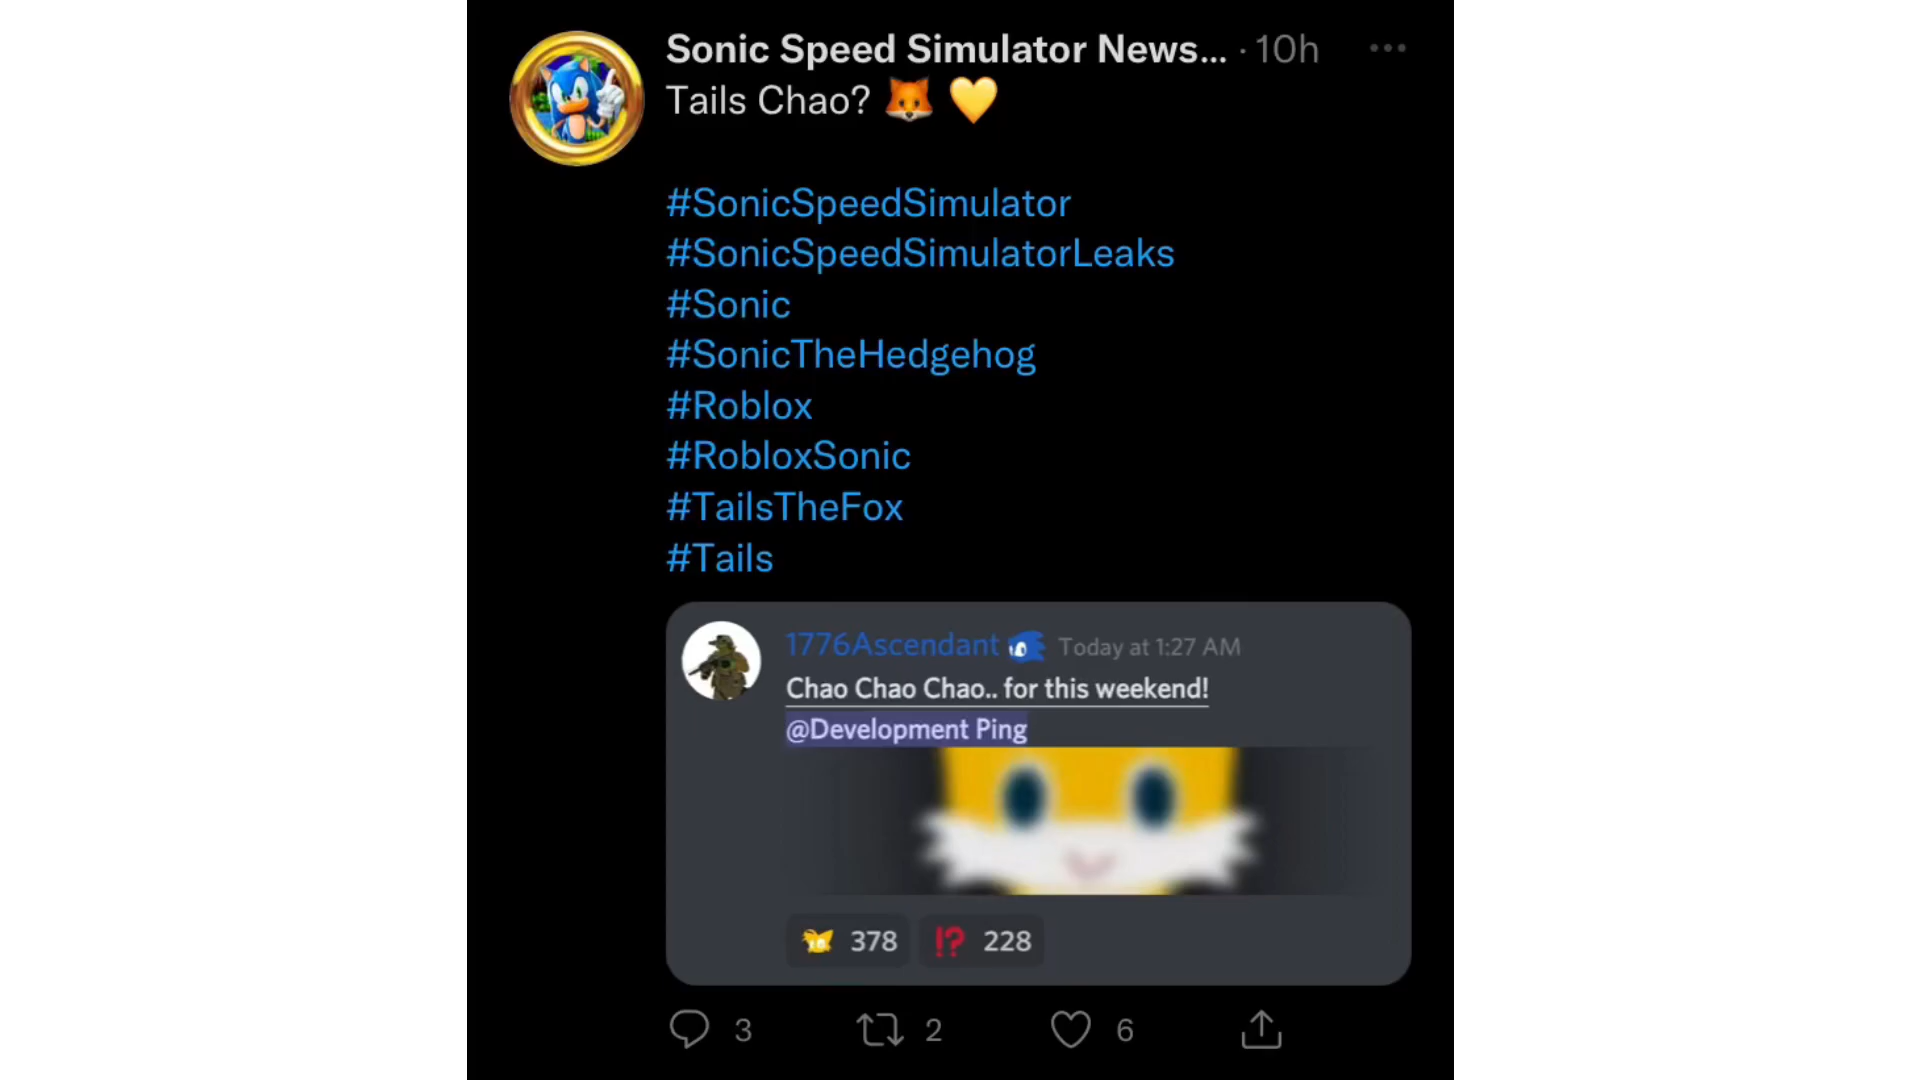 Sonic Speed Simulator News... · 10h
Tails Chao? 🦊 💛
#SonicSpeedSimulator
#SonicSpeedSimulatorLeaks
#Sonic
#SonicTheHedgehog
#Roblox
#RobloxSonic
#TailsTheFox
#Tails
1776Ascendant Today at 1:27 AM
Chao Chao Chao.. for this weekend!
@Development Ping
378 ⁉ 228
3 2 6